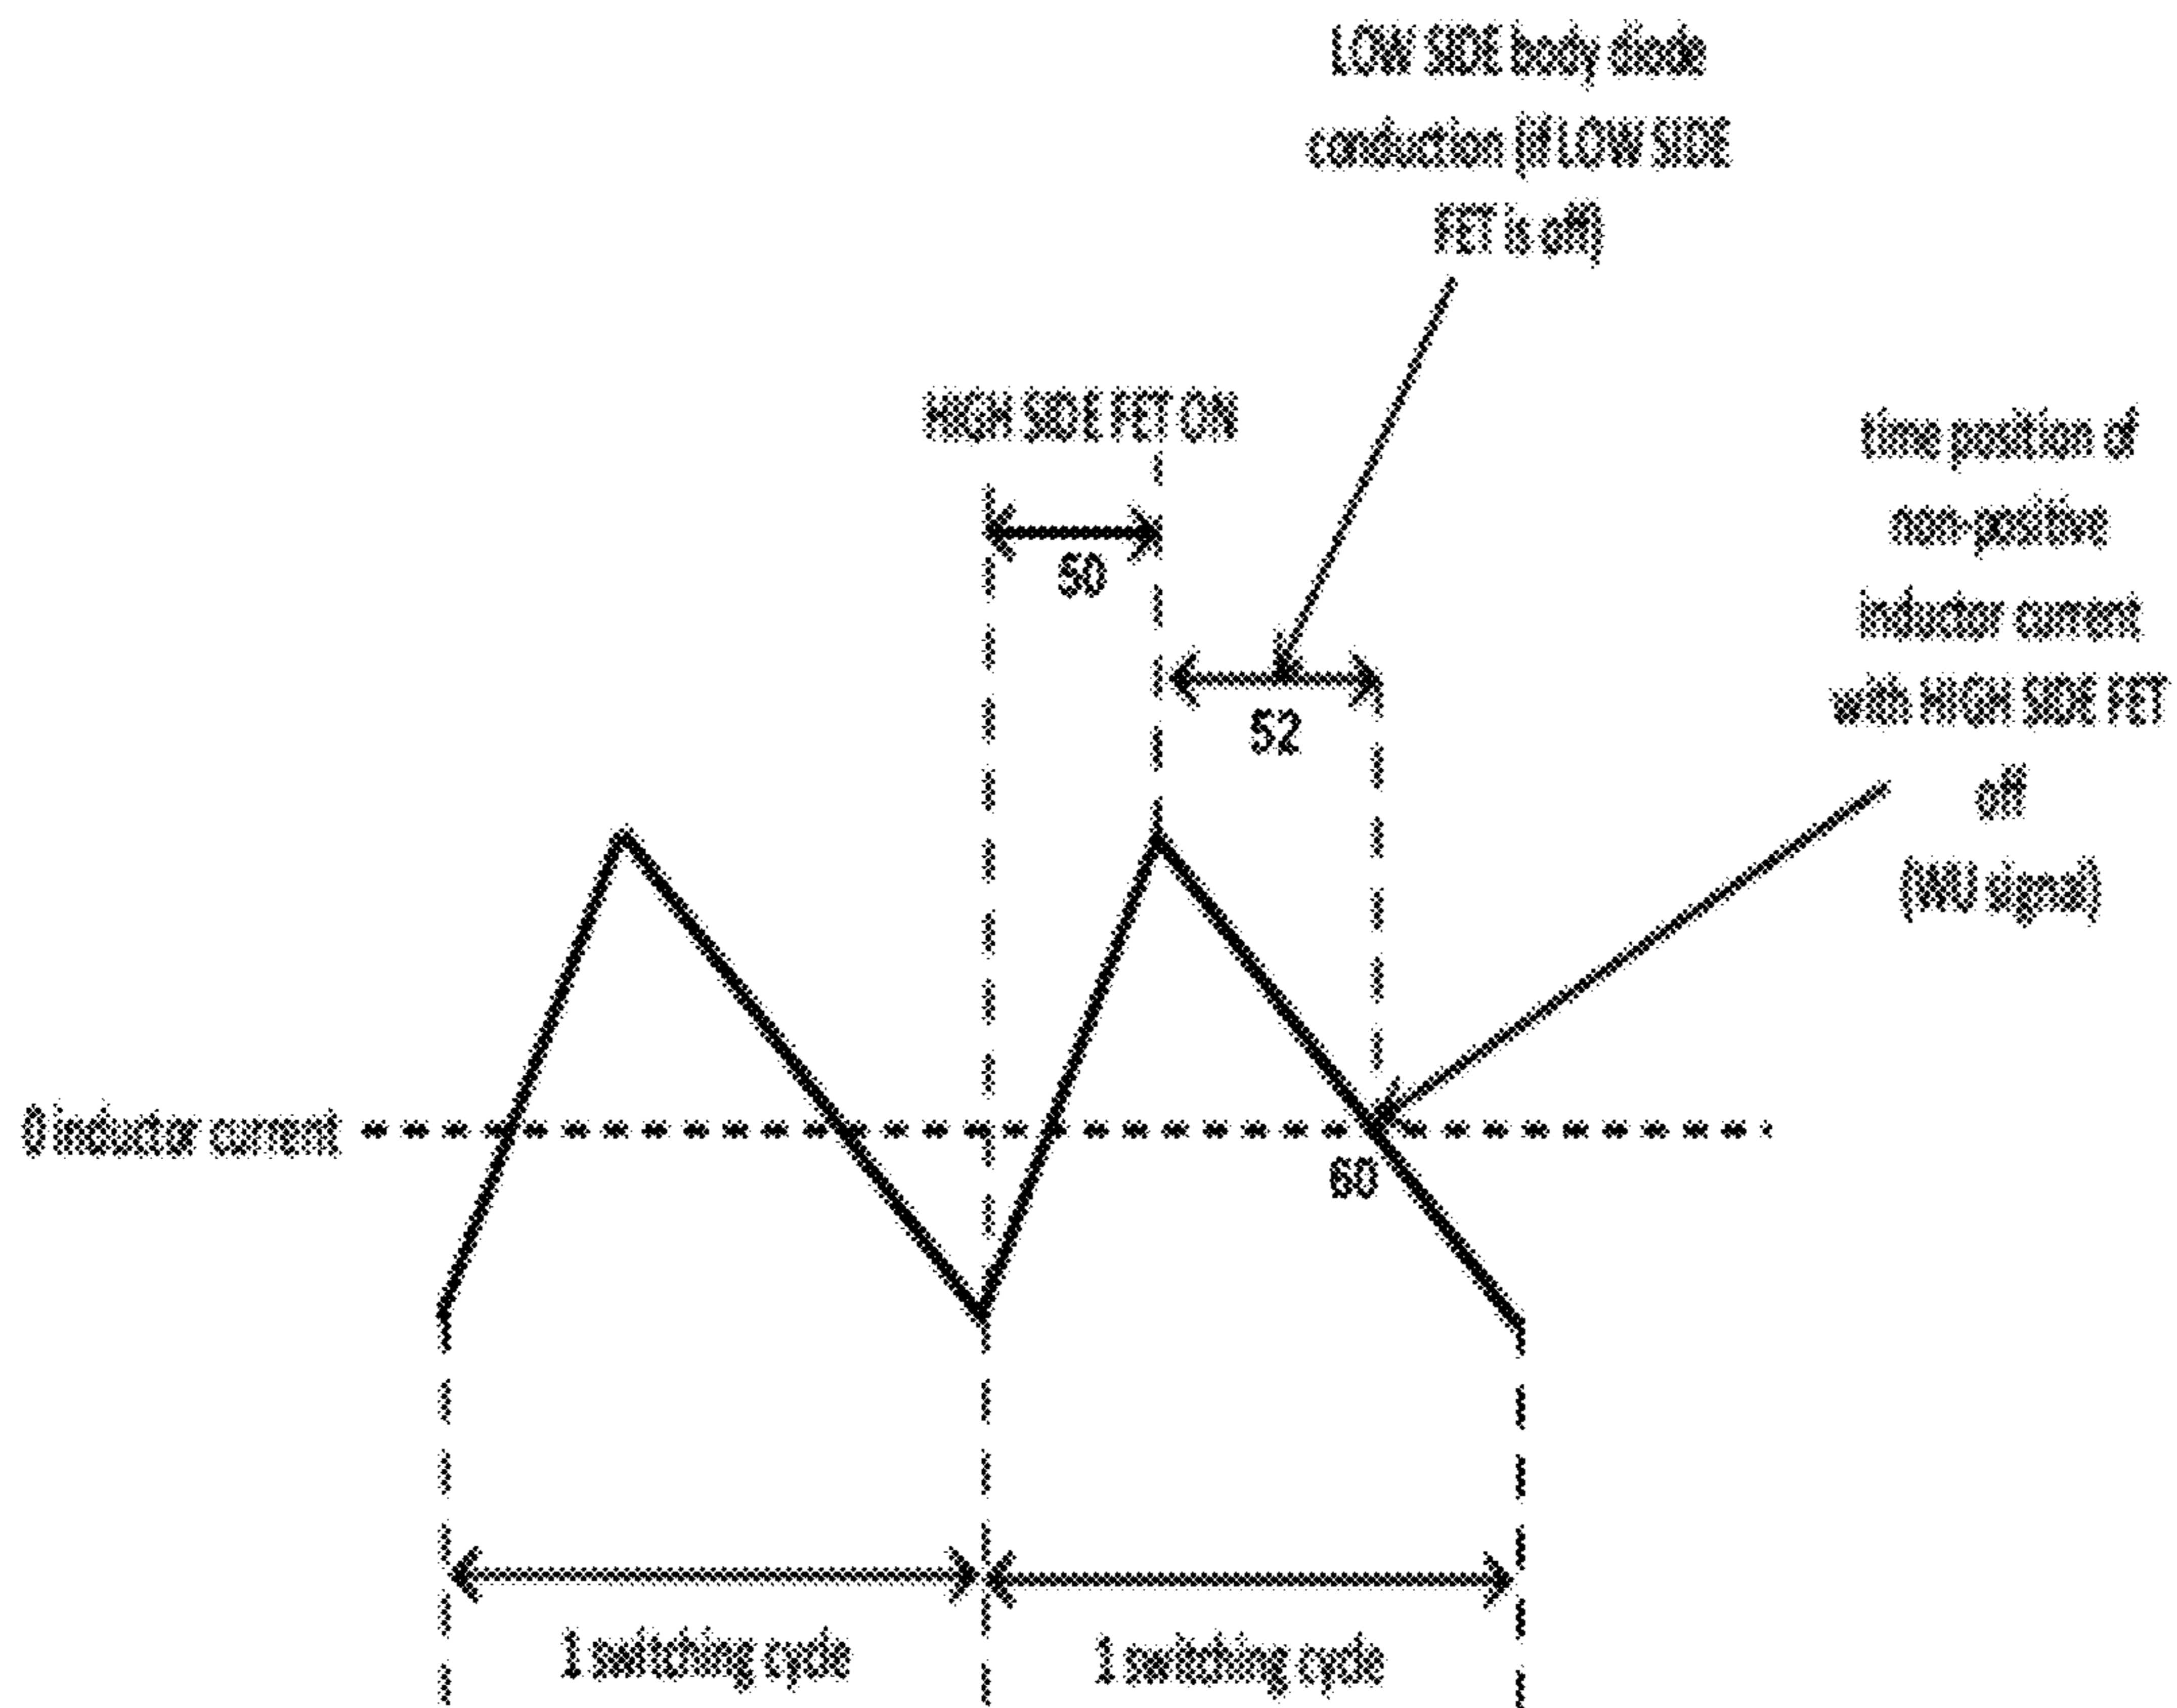 LOW SIDE body diode
conduction (if LOW SIDE
FET is off)
HIGH SIDE FET ON
50
52
time position of
non-positive
inductor current
with HIGH SIDE FET
off
signal)
0 inductor current
60
1 switching cycle
1 switching cycle